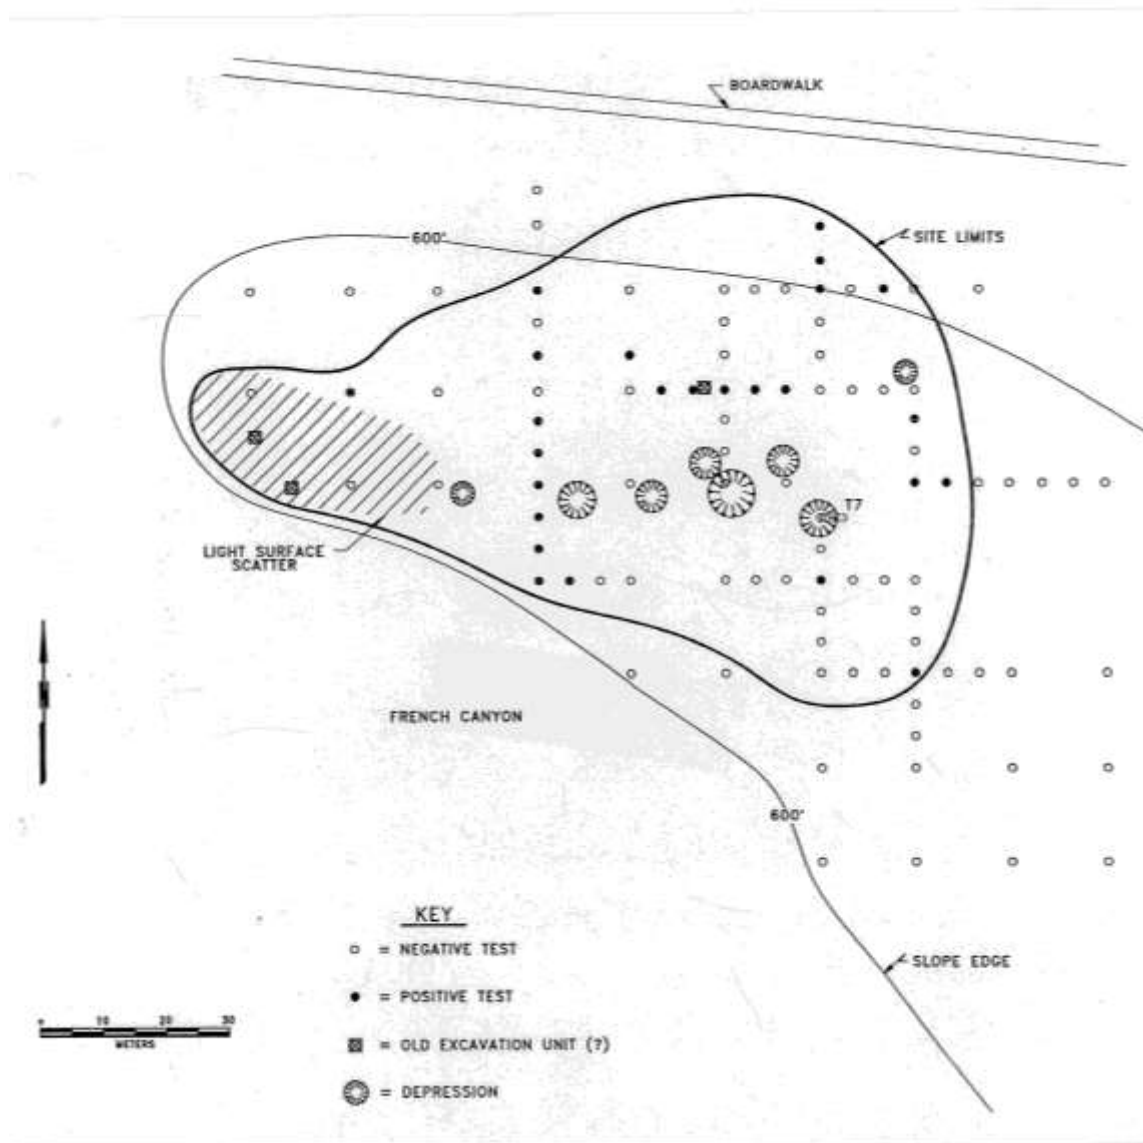 BOARDWALK
600'
SITE LIMITS
T7
LIGHT SURFACE
SCATTER
N
FRENCH CANYON
600'
KEY
o = NEGATIVE TEST
SLOPE EDGE
● = POSITIVE TEST
0 10 20 30
METERS
= OLD EXCAVATION UNIT (?)
= DEPRESSION